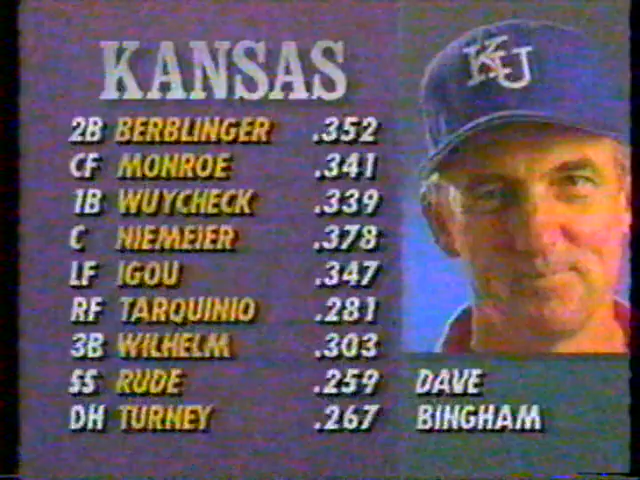 KANSAS
2B BERBLINGER .352
CF MONROE .341
1B WUYCHECK .339
C NIEMEIER .378
LF IGOU .347
RF TARQUINIO .281
3B WILHELM .303
SS RUDE .259
DH TURNEY .267
KU
DAVE
BINGHAM